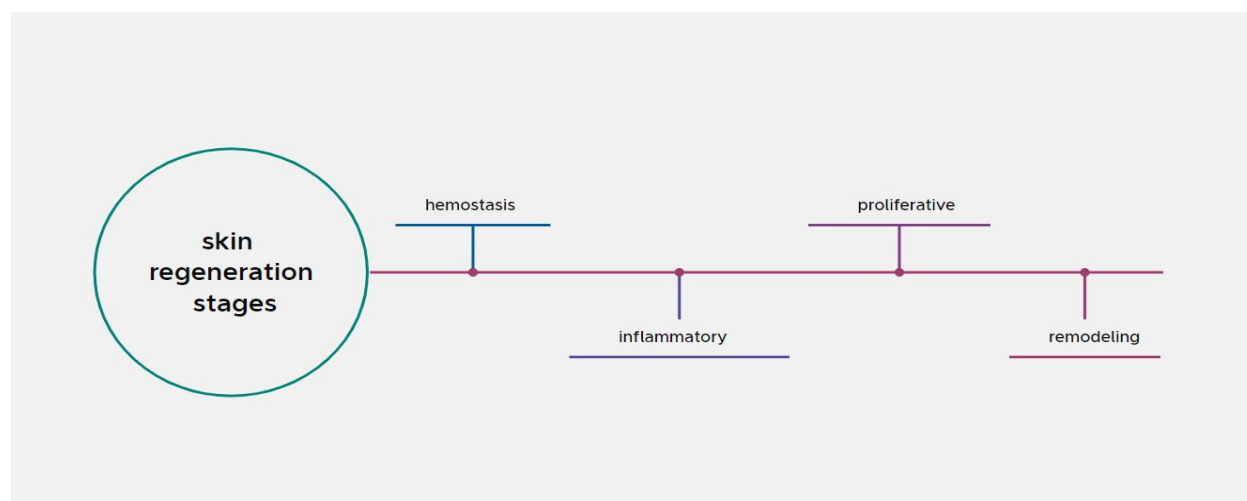 skin
regeneration
stages
hemostasis
inflammatory
proliferative
remodeling